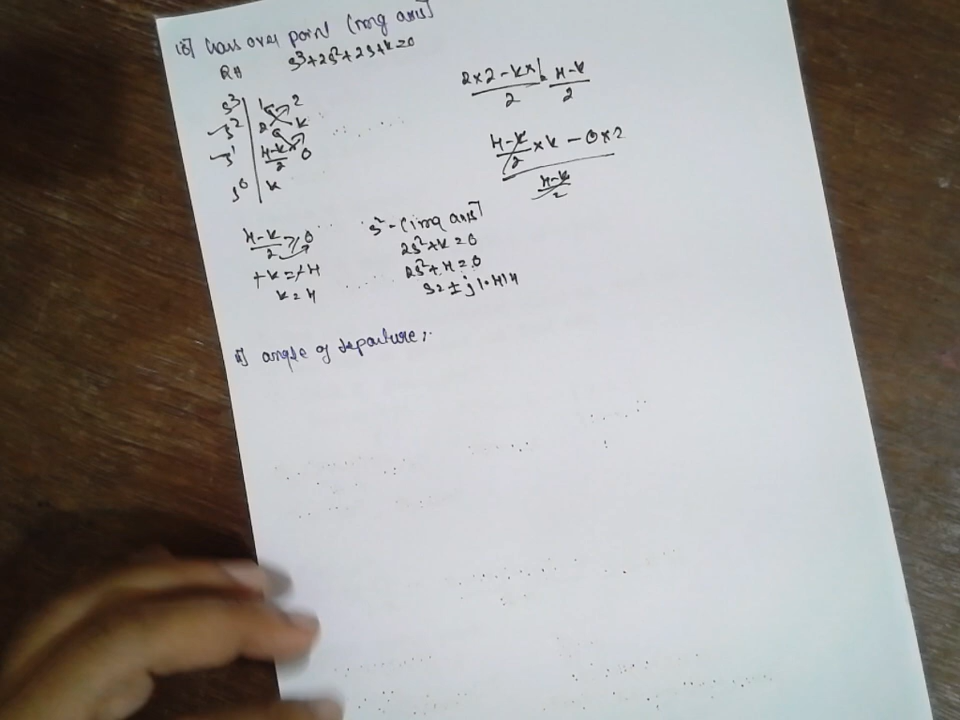 10] Cross over point (img axis]
RH s³+2s²+2s+k=0
s³ | 1 2
s² | 2 k
s¹ | 4-k/2 0
s⁰ | k
2×2-k×1/2 = 4-k/2
4-k/2 ×k - 0×2
4-k/2
4-k/2 = 0
+k=+4
k=4
s² - (img axis]
2s²+k=0
2s²+4=0
s=±j1.414
11] angle of departure:-